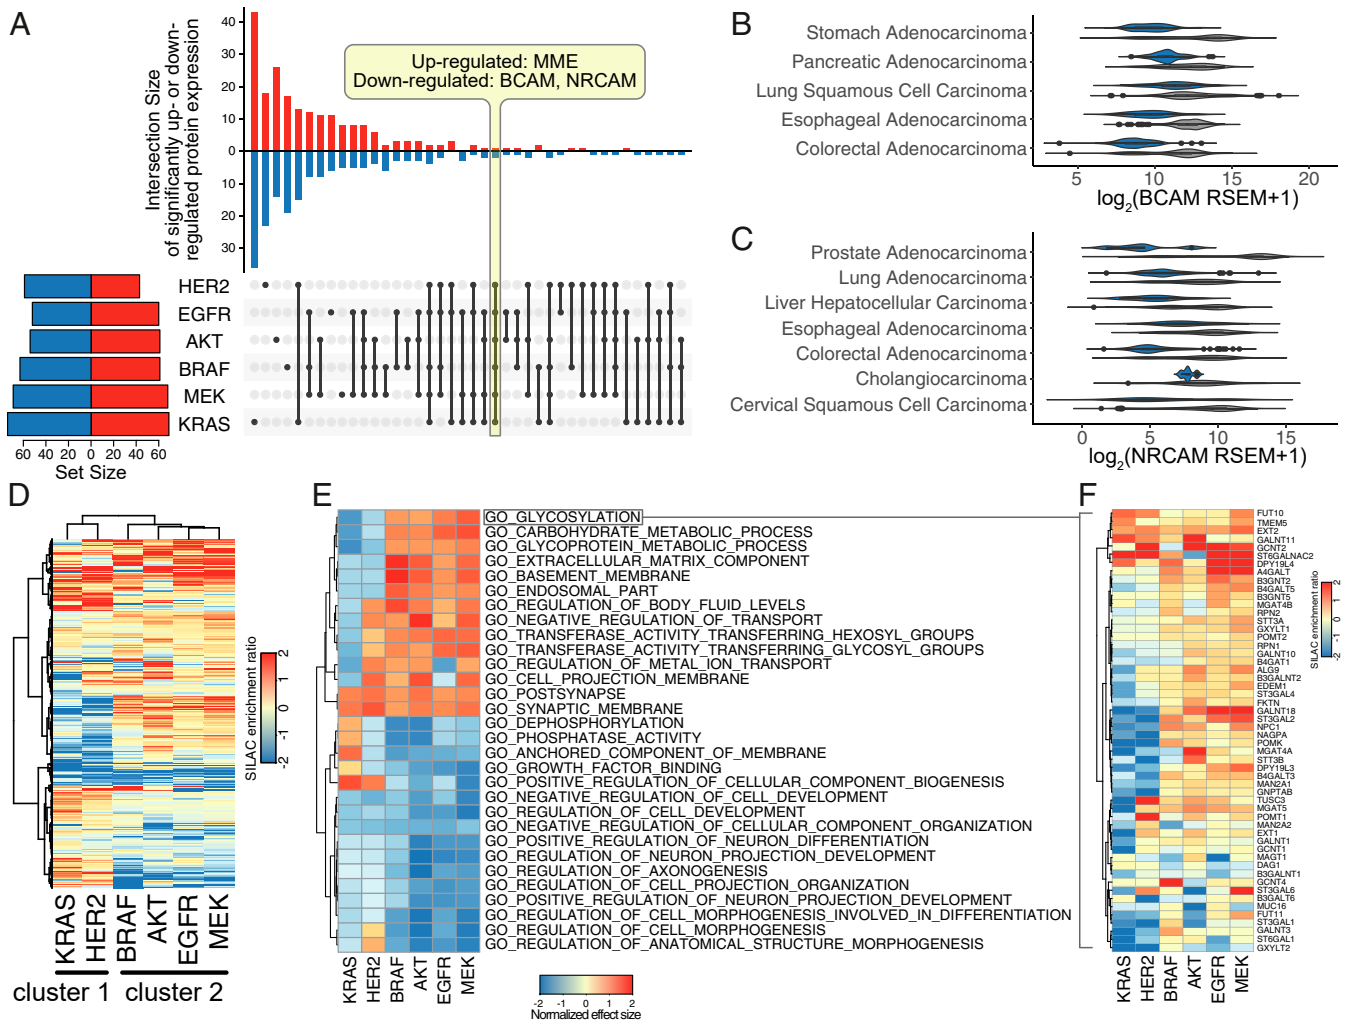 A
Intersection Size
of significantly up- or down-
regulated protein expression
40
30
20
10
0
10
20
30
Up-regulated: MME
Down-regulated: BCAM, NRCAM
HER2
EGFR
AKT
BRAF
MEK
KRAS
60 40 20 0 20 40 60
Set Size
B
Stomach Adenocarcinoma
Pancreatic Adenocarcinoma
Lung Squamous Cell Carcinoma
Esophageal Adenocarcinoma
Colorectal Adenocarcinoma
5 10 15 20
log2(BCAM RSEM+1)
C
Prostate Adenocarcinoma
Lung Adenocarcinoma
Liver Hepatocellular Carcinoma
Esophageal Adenocarcinoma
Colorectal Adenocarcinoma
Cholangiocarcinoma
Cervical Squamous Cell Carcinoma
0 5 10 15
log2(NRCAM RSEM+1)
D
SILAC enrichment ratio
2
1
0
-1
-2
KRAS HER2 BRAF AKT EGFR MEK
cluster 1 cluster 2
E
GO_GLYCOSYLATION
GO_CARBOHYDRATE_METABOLIC_PROCESS
GO_GLYCOPROTEIN_METABOLIC_PROCESS
GO_EXTRACELLULAR_MATRIX_COMPONENT
GO_BASEMENT_MEMBRANE
GO_ENDOSOMAL_PART
GO_REGULATION_OF_BODY_FLUID_LEVELS
GO_NEGATIVE_REGULATION_OF_TRANSPORT
GO_TRANSFERASE_ACTIVITY_TRANSFERRING_HEXOSYL_GROUPS
GO_TRANSFERASE_ACTIVITY_TRANSFERRING_GLYCOSYL_GROUPS
GO_REGULATION_OF_METAL_ION_TRANSPORT
GO_CELL_PROJECTION_MEMBRANE
GO_POSTSYNAPSE
GO_SYNAPTIC_MEMBRANE
GO_DEPHOSPHORYLATION
GO_PHOSPHATASE_ACTIVITY
GO_ANCHORED_COMPONENT_OF_MEMBRANE
GO_GROWTH_FACTOR_BINDING
GO_POSITIVE_REGULATION_OF_CELLULAR_COMPONENT_BIOGENESIS
GO_NEGATIVE_REGULATION_OF_CELL_DEVELOPMENT
GO_REGULATION_OF_CELL_DEVELOPMENT
GO_NEGATIVE_REGULATION_OF_CELLULAR_COMPONENT_ORGANIZATION
GO_POSITIVE_REGULATION_OF_NEURON_DIFFERENTIATION
GO_REGULATION_OF_NEURON_PROJECTION_DEVELOPMENT
GO_REGULATION_OF_AXONOGENESIS
GO_REGULATION_OF_CELL_PROJECTION_ORGANIZATION
GO_POSITIVE_REGULATION_OF_NEURON_PROJECTION_DEVELOPMENT
GO_REGULATION_OF_CELL_MORPHOGENESIS_INVOLVED_IN_DIFFERENTIATION
GO_REGULATION_OF_CELL_MORPHOGENESIS
GO_REGULATION_OF_ANATOMICAL_STRUCTURE_MORPHOGENESIS
KRAS HER2 BRAF AKT EGFR MEK
-2 -1 0 1 2
Normalized effect size
F
FUT10
TMEM5
EXT2
GALNT11
GCNT2
ST6GALNAC2
DPY19L4
A4GALT
B3GNT2
B4GALT5
B3GNT5
MGAT4B
RPN2
STT3A
GXYLT1
POMT2
RPN1
GALNT10
B4GAT1
ALG9
B3GALNT2
EDEM1
ST3GAL4
FKTN
GALNT18
ST3GAL2
NPC1
NAGPA
POMK
MGAT4A
STT3B
DPY19L3
B4GALT3
MAN2A1
GNPTAB
TUSC3
MGAT5
POMT1
MAN2A2
EXT1
GALNT1
GCNT1
MAGT1
DAG1
B3GALNT1
GCNT4
ST3GAL6
B3GALT6
MUC16
FUT11
ST3GAL1
GALNT3
ST6GAL1
GXYLT2
KRAS HER2 BRAF AKT EGFR MEK
SILAC enrichment ratio
2
1
0
-1
-2